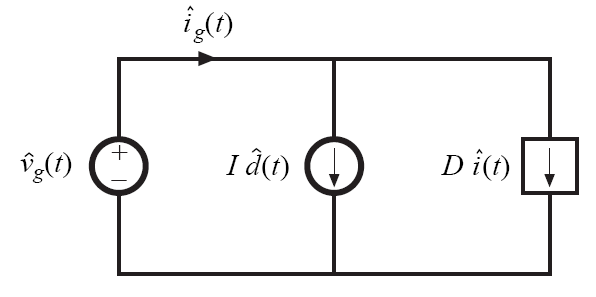 î_g(t)
v̂_g(t)
+
−
I d̂(t)
D î(t)